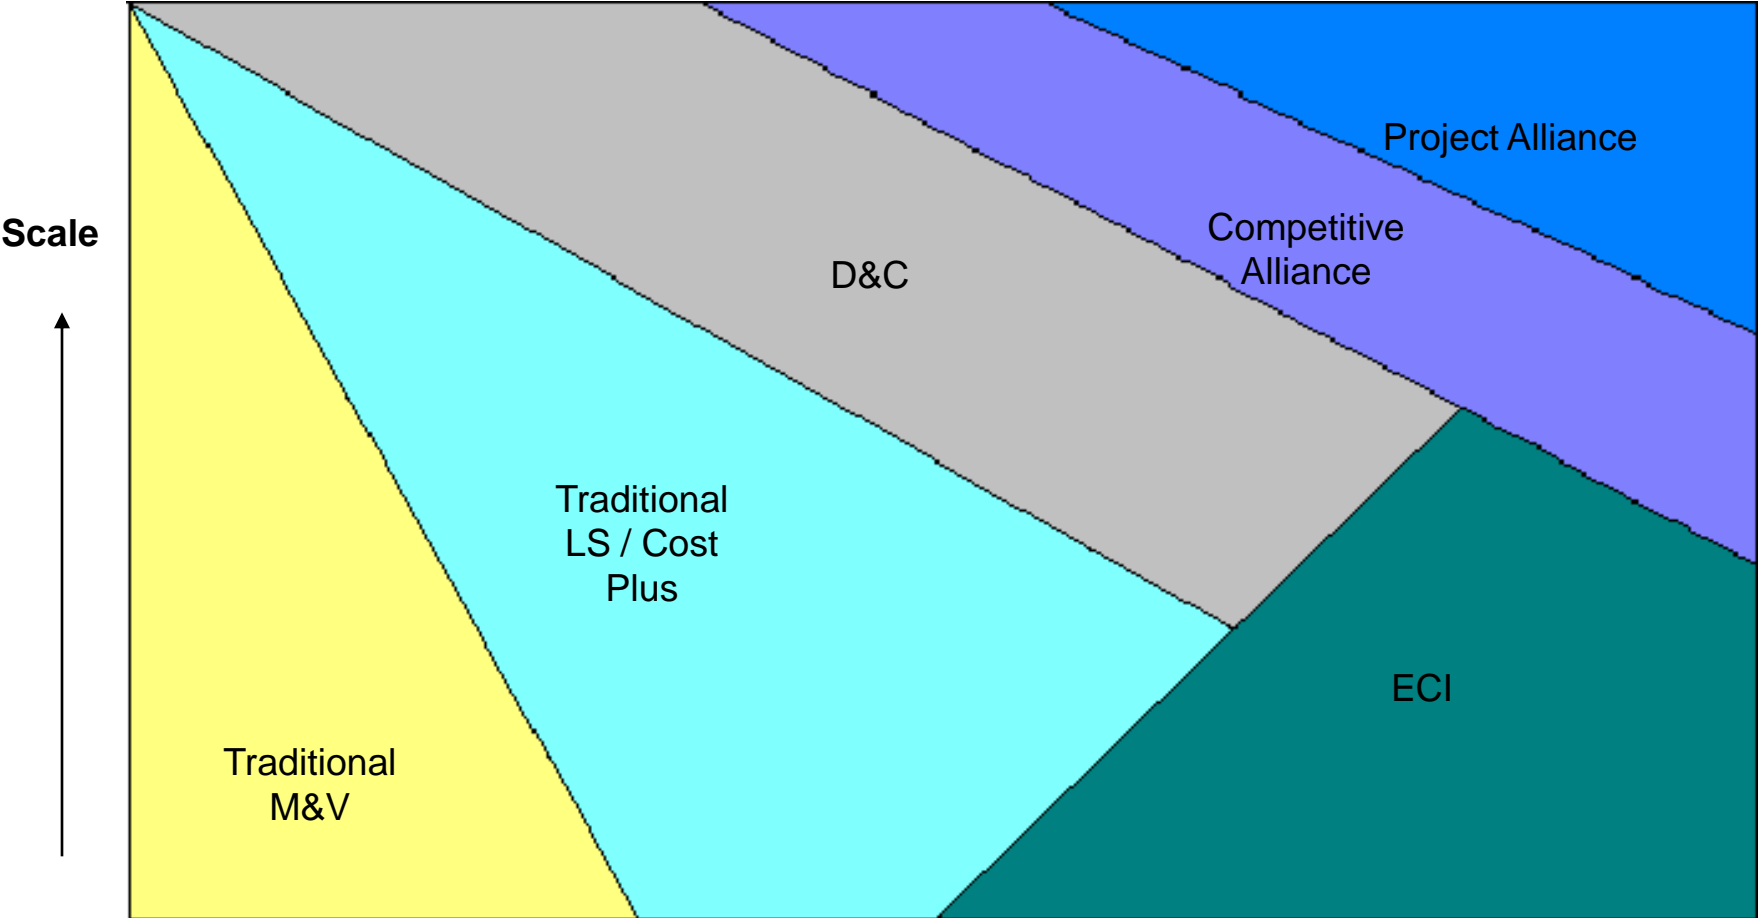 Project Alliance
Scale
Competitive
Alliance
D&C
Traditional
LS / Cost
Plus
ECI
Traditional
M&V